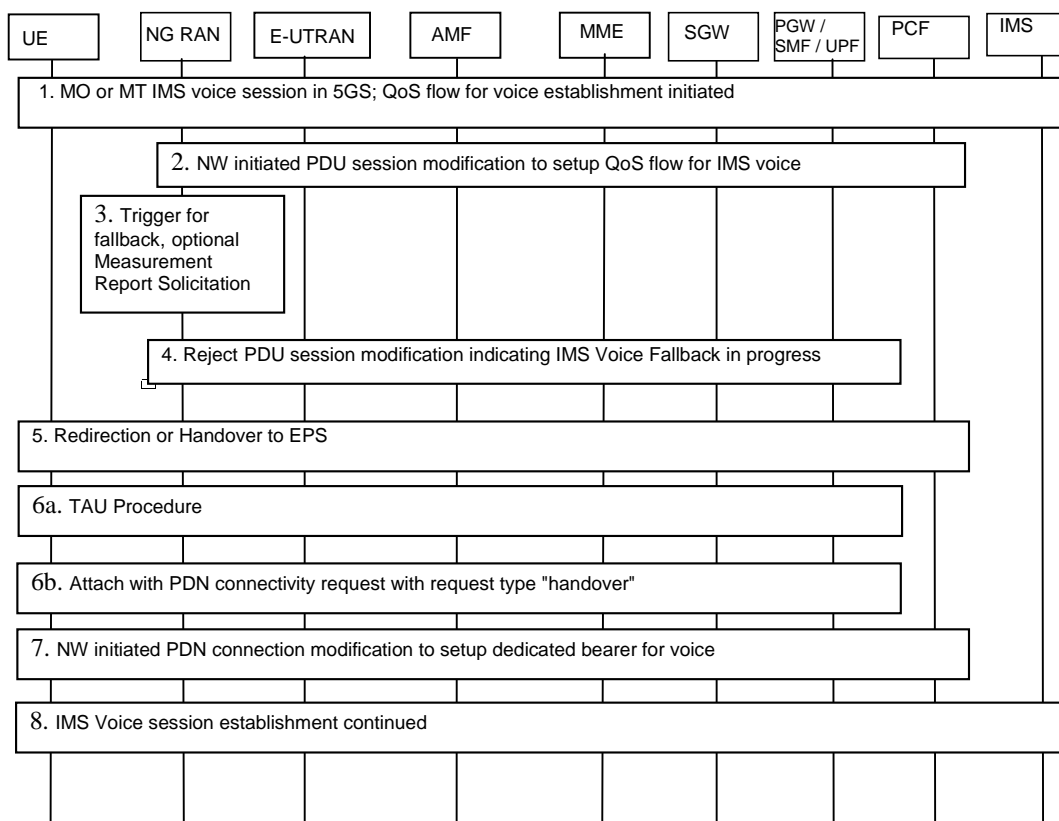 UE
NG RAN
E-UTRAN
AMF
MME
SGW
PGW /
SMF / UPF
PCF
IMS
1. MO or MT IMS voice session in 5GS; QoS flow for voice establishment initiated
2. NW initiated PDU session modification to setup QoS flow for IMS voice
3. Trigger for
fallback, optional
Measurement
Report Solicitation
4. Reject PDU session modification indicating IMS Voice Fallback in progress
5. Redirection or Handover to EPS
6a. TAU Procedure
6b. Attach with PDN connectivity request with request type "handover"
7. NW initiated PDN connection modification to setup dedicated bearer for voice
8. IMS Voice session establishment continued